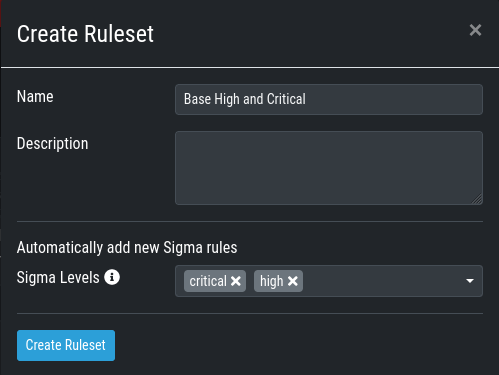 Create Ruleset
Name
Base High and Critical
Description
Automatically add new Sigma rules
Sigma Levels
critical high
Create Ruleset